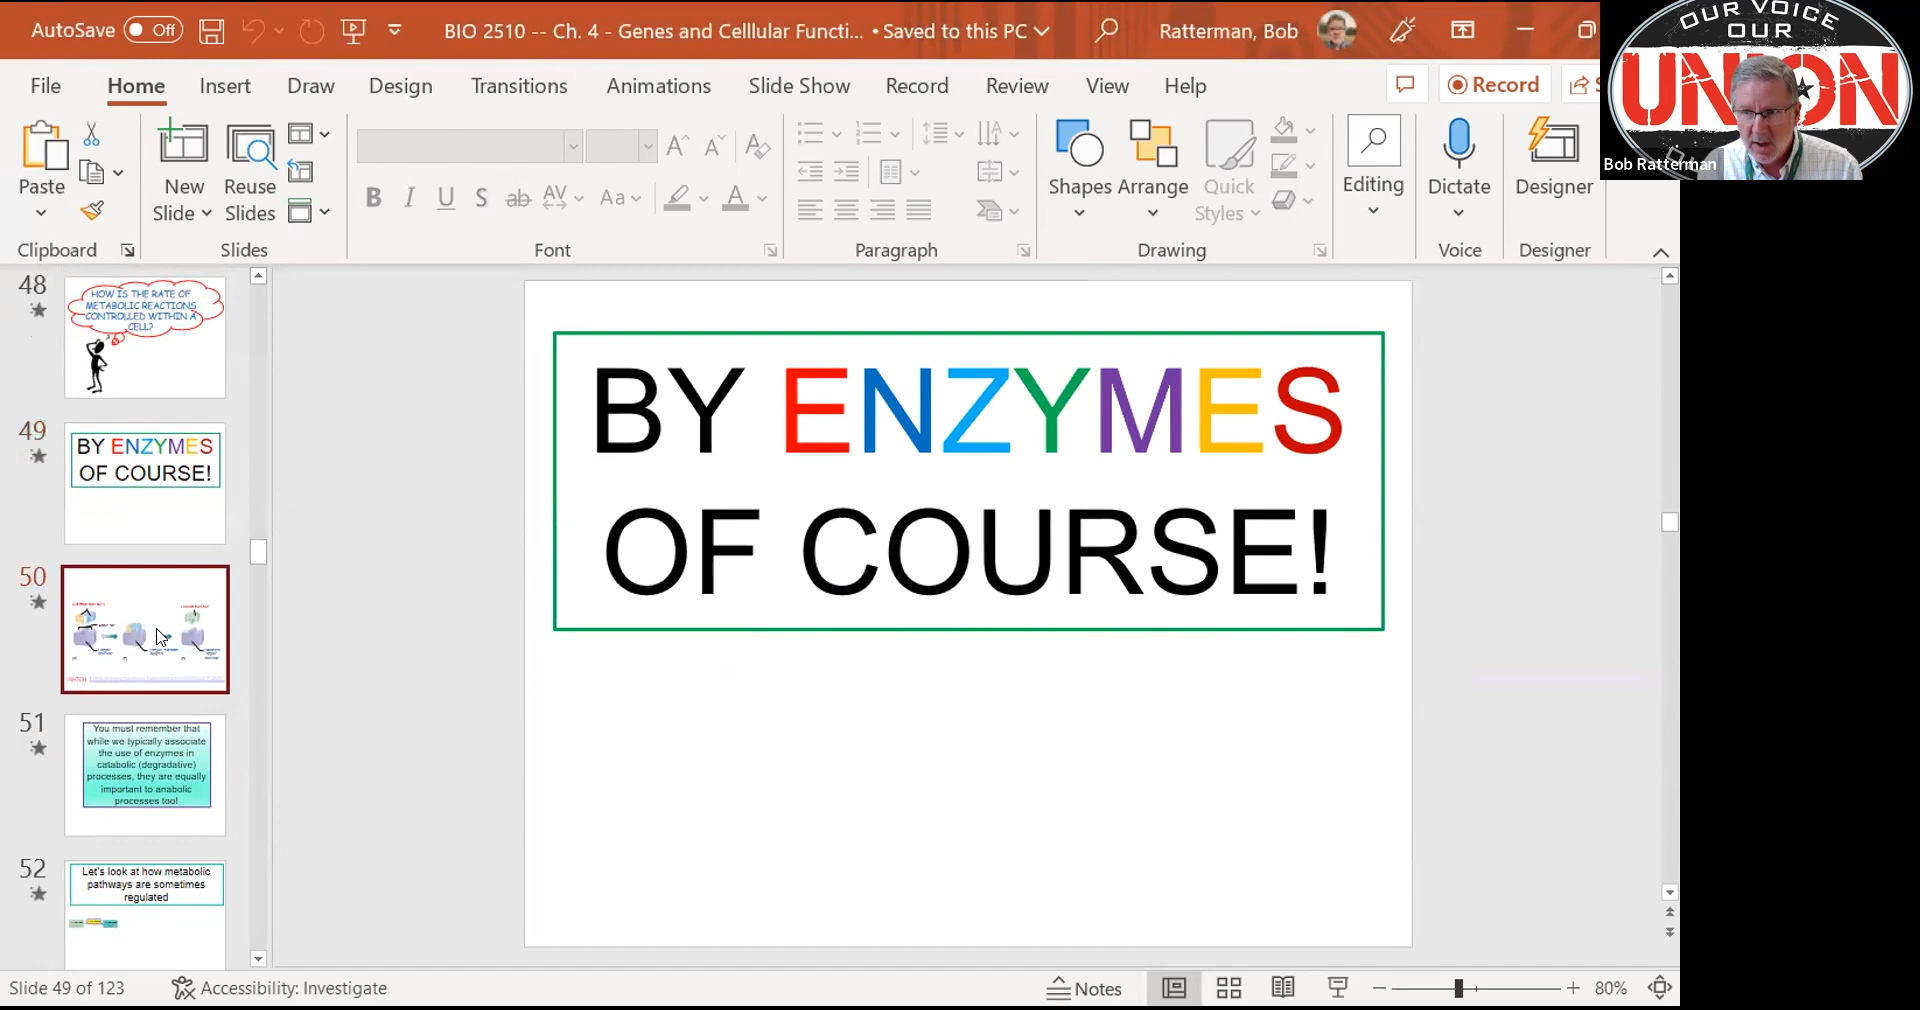 AutoSave Off
BIO 2510 -- Ch. 4 - Genes and Celllular Functi... • Saved to this PC
Ratterman, Bob
File Home Insert Draw Design Transitions Animations Slide Show Record Review View Help
Record
Paste
New Slide
Reuse Slides
B I U S ab AV Aa A
Shapes Arrange Quick Styles
Editing
Dictate
Designer
Clipboard Slides Font Paragraph Drawing Voice Designer
OUR VOICE
OUR
UNION
Bob Ratterman
48
HOW IS THE RATE OF
METABOLIC REACTIONS
CONTROLLED WITHIN A
CELL?
49
BY ENZYMES
OF COURSE!
50
WATCH
51
You must remember that
while we typically associate
the use of enzymes in
catabolic (degradative)
processes, they are equally
important to anabolic
processes too!
52
Let's look at how metabolic
pathways are sometimes
regulated
BY ENZYMES
OF COURSE!
Slide 49 of 123
Accessibility: Investigate
Notes
80%